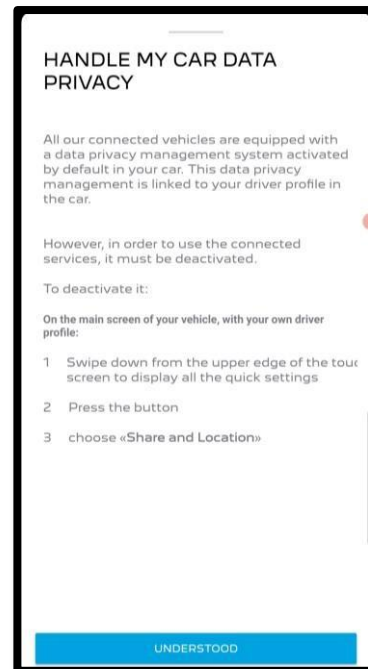 HANDLE MY CAR DATA
PRIVACY
All our connected vehicles are equipped with
a data privacy management system activated
by default in your car. This data privacy
management is linked to your driver profile in
the car.
However, in order to use the connected
services, it must be deactivated.
To deactivate it:
On the main screen of your vehicle, with your own driver
profile:
1 Swipe down from the upper edge of the touc
screen to display all the quick settings
2 Press the button
3 choose «Share and Location»
UNDERSTOOD